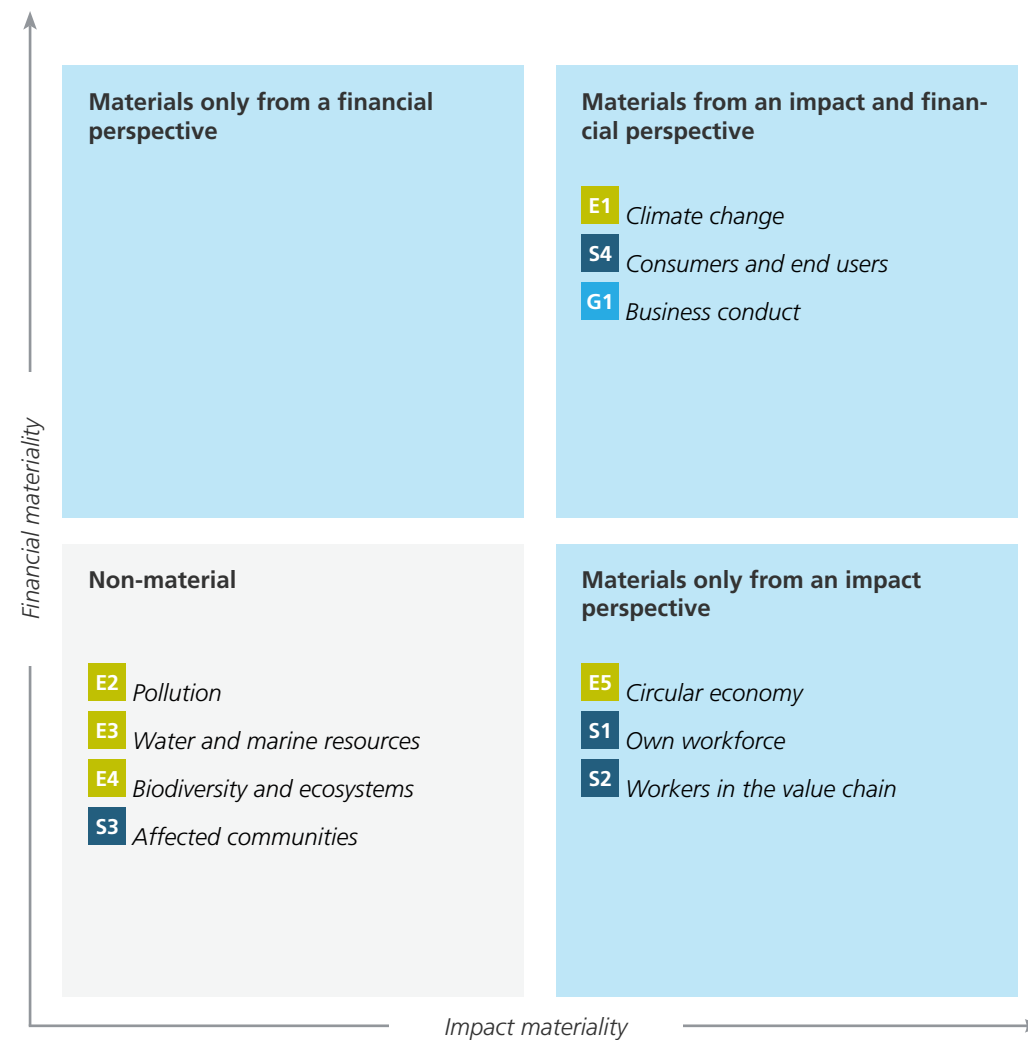 Financial materiality
Materials only from a financial
perspective
Materials from an impact and finan-
cial perspective
E1 Climate change
S4 Consumers and end users
G1 Business conduct
Non-material
E2 Pollution
E3 Water and marine resources
E4 Biodiversity and ecosystems
S3 Affected communities
Materials only from an impact
perspective
E5 Circular economy
S1 Own workforce
S2 Workers in the value chain
Impact materiality